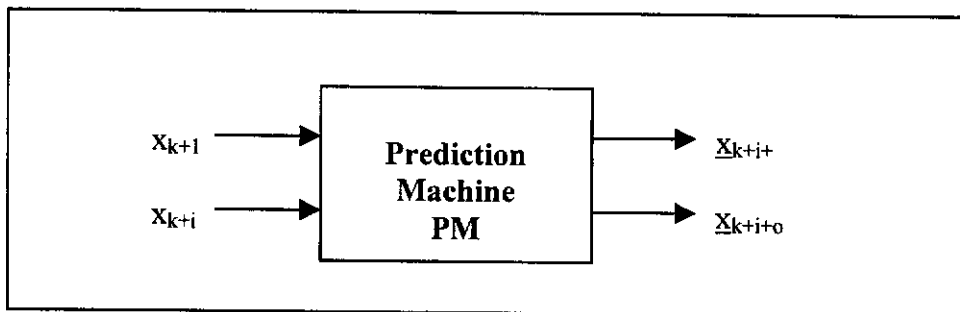 x_{k+1}
x_{k+i}
Prediction
Machine
PM
x_{k+i+}
x_{k+i+o}